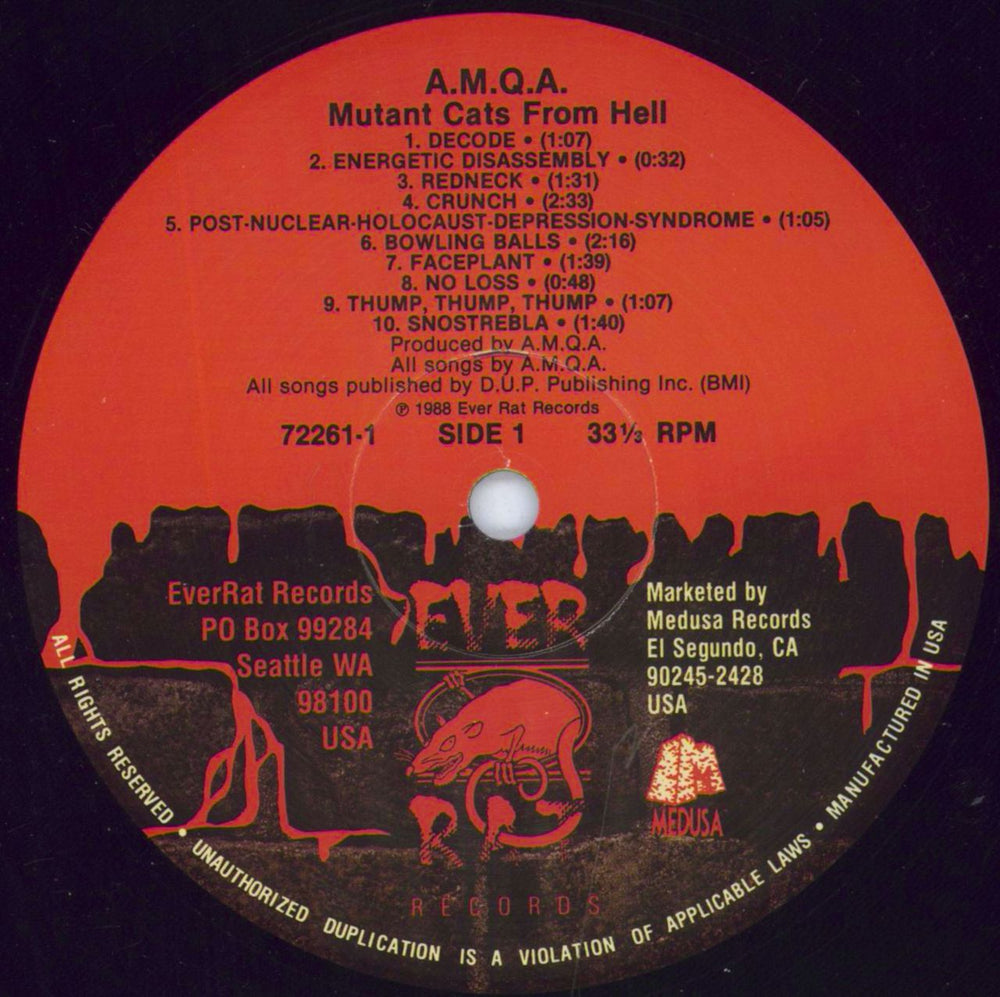 A.M.Q.A.
Mutant Cats From Hell
1. DECODE • (1:07)
2. ENERGETIC DISASSEMBLY • (0:32)
3. REDNECK • (1:31)
4. CRUNCH • (2:33)
5. POST-NUCLEAR-HOLOCAUST-DEPRESSION-SYNDROME • (1:05)
6. BOWLING BALLS • (2:16)
7. FACEPLANT • (1:39)
8. NO LOSS • (0:48)
9. THUMP, THUMP, THUMP • (1:07)
10. SNOSTREBLA • (1:40)
Produced by A.M.Q.A.
All songs by A.M.Q.A.
All songs published by D.U.P. Publishing Inc. (BMI)
℗ 1988 Ever Rat Records
72261-1 SIDE 1 33⅓ RPM
EverRat Records
PO Box 99284
Seattle WA
98100
USA
EVER
RAT
RECORDS
Marketed by
Medusa Records
El Segundo, CA
90245-2428
USA
MEDUSA
ALL RIGHTS RESERVED • UNAUTHORIZED DUPLICATION IS A VIOLATION OF APPLICABLE LAWS • MANUFACTURED IN USA